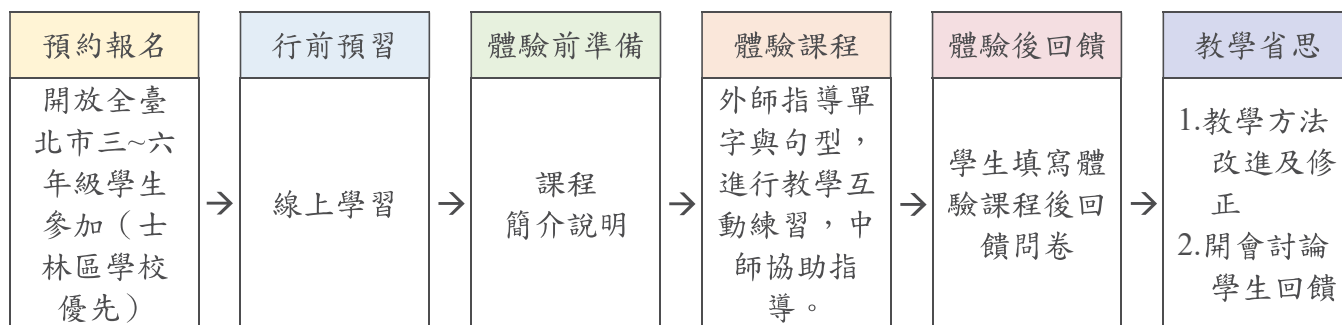 預約報名
開放全臺
北市三~六
年級學生
參加（士
林區學校
優先）
→
行前預習
線上學習
→
體驗前準備
課程
簡介說明
→
體驗課程
外師指導單
字與句型，
進行教學互
動練習，中
師協助指
導。
→
體驗後回饋
學生填寫體
驗課程後回
饋問卷
→
教學省思
1.教學方法
改進及修
正
2.開會討論
學生回饋